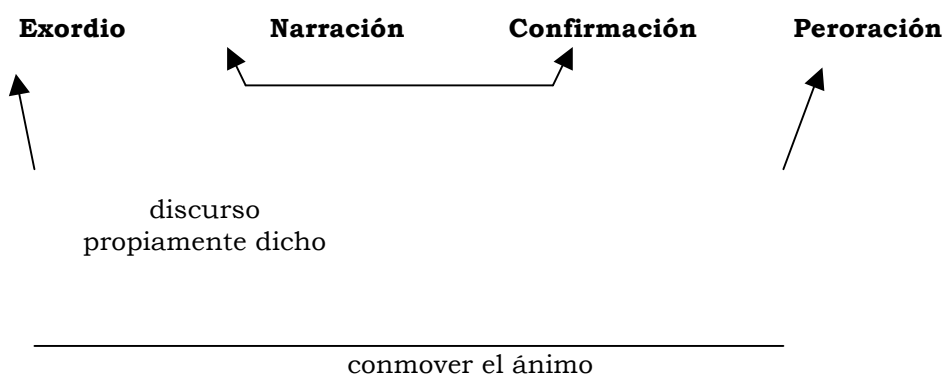 Exordio Narración Confirmación Peroración
discurso
propiamente dicho
conmover el ánimo